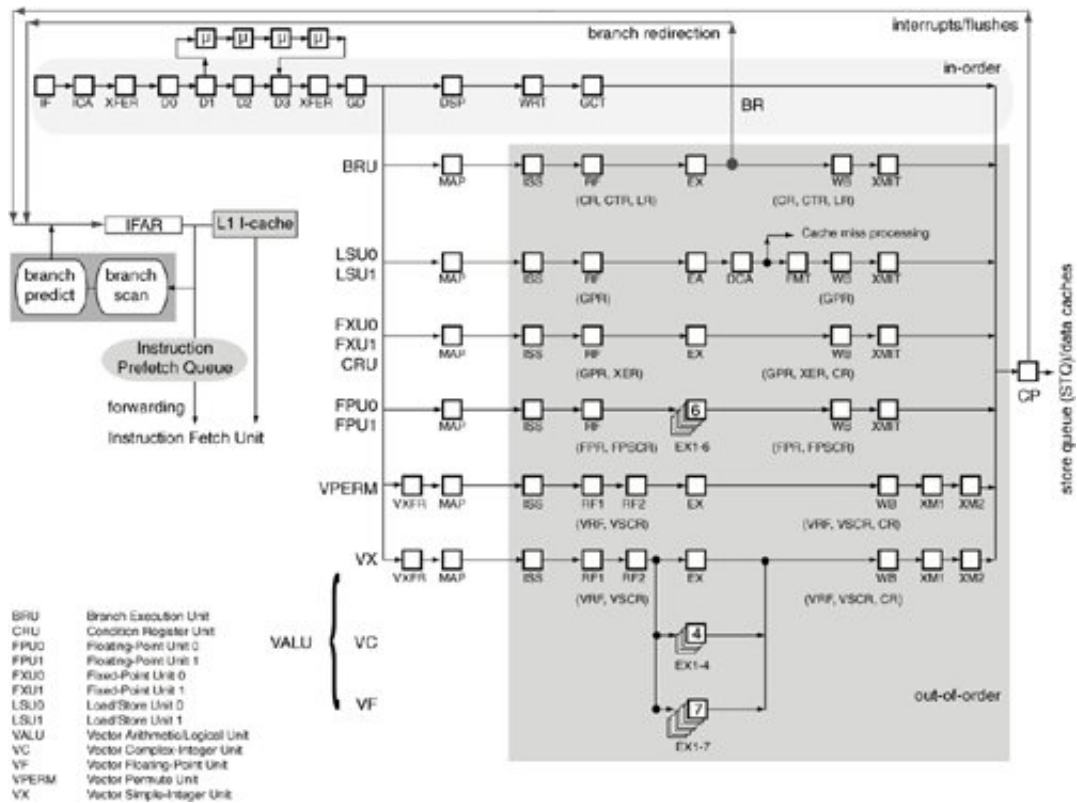 interrupts/flushes
branch redirection
µ µ µ µ
in-order
IF ICA XFER D0 D1 D2 D3 XFER GD DSP WRT GCT
BR
BRU MAP ISS RF EX WB XMIT
(CR, CTR, LR) (CR, CTR, LR)
IFAR L1 I-cache
branch predict
branch scan
Instruction
Prefetch Queue
forwarding
Instruction Fetch Unit
Cache miss processing
LSU0
LSU1 MAP ISS RF EA DCA FMT WB XMIT
(GPR) (GPR)
FXU0
FXU1 MAP ISS RF EX WB XMIT
CRU
(GPR, XER) (GPR, XER, CR)
CP
store queue (STQ)/data caches
FPU0 6
FPU1 MAP ISS RF EX1-6 WB XMIT
(FPR, FPSCR) (FPR, FPSCR)
VPERM VXFR MAP ISS RF1 RF2 EX WB XM1 XM2
(VRF, VSCR) (VRF, VSCR, CR)
VX VXFR MAP ISS RF1 RF2 EX WB XM1 XM2
(VRF, VSCR) (VRF, VSCR, CR)
VALU VC
4
EX1-4
VF
7
EX1-7
out-of-order
BRU Branch Execution Unit
CRU Condition Register Unit
FPU0 Floating-Point Unit 0
FPU1 Floating-Point Unit 1
FXU0 Fixed-Point Unit 0
FXU1 Fixed-Point Unit 1
LSU0 Load/Store Unit 0
LSU1 Load/Store Unit 1
VALU Vector Arithmetic/Logical Unit
VC Vector Complex-Integer Unit
VF Vector Floating-Point Unit
VPERM Vector Permute Unit
VX Vector Simple-Integer Unit